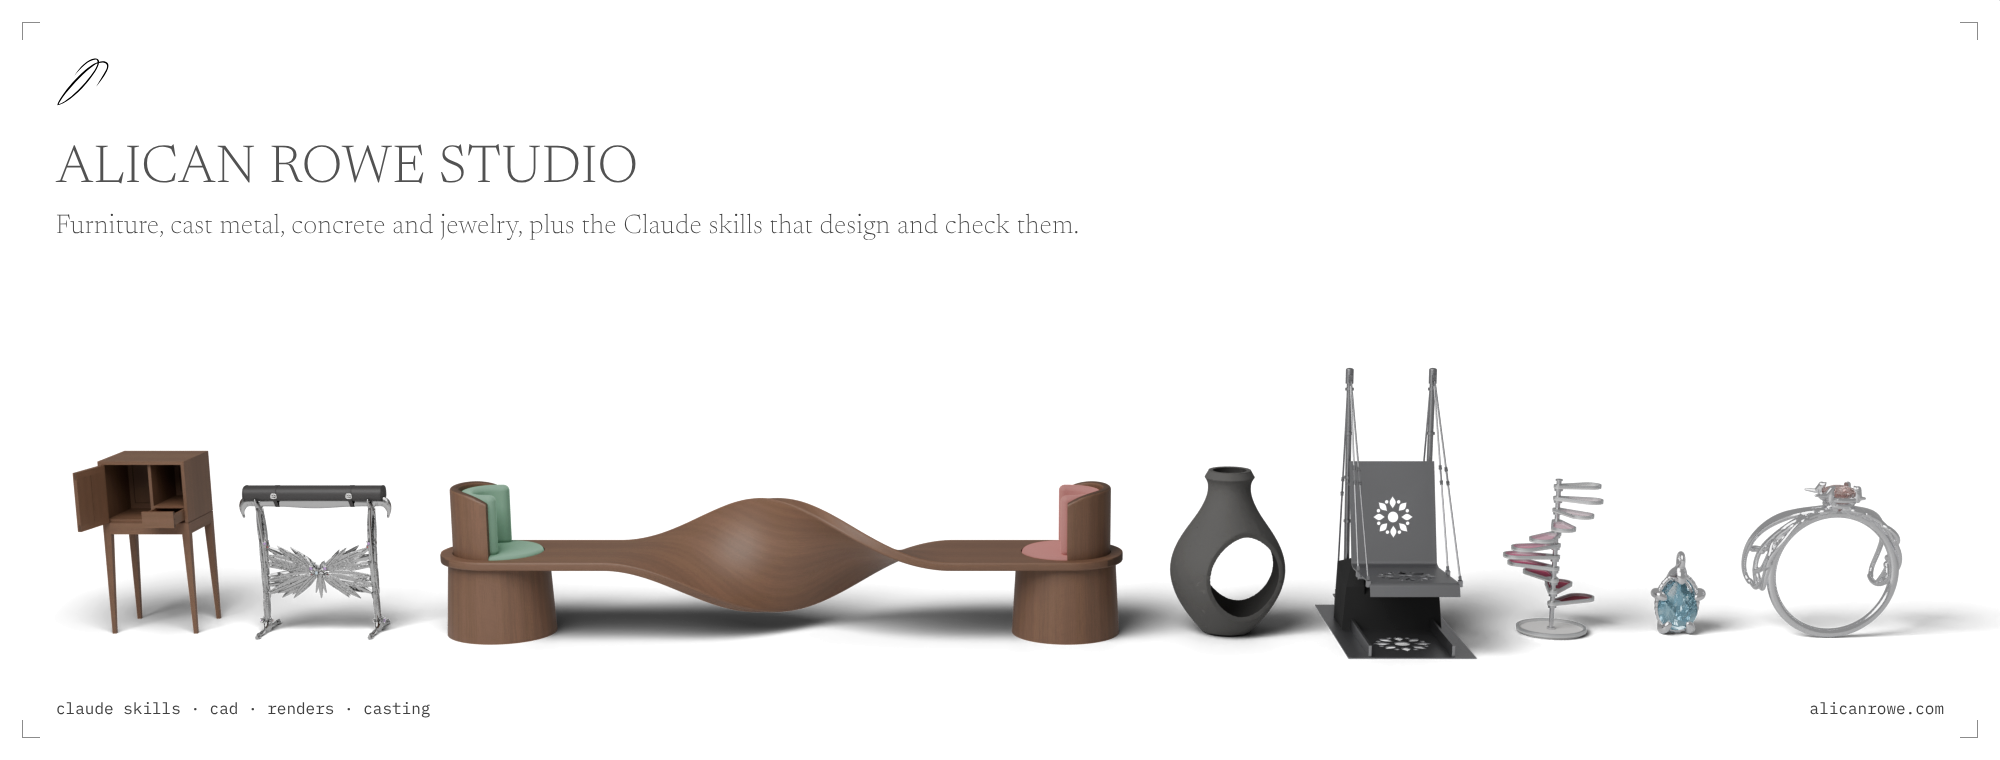 ALICAN ROWE STUDIO
Furniture, cast metal, concrete and jewelry, plus the Claude skills that design and check them.
claude skills · cad · renders · casting
alicanrowe.com